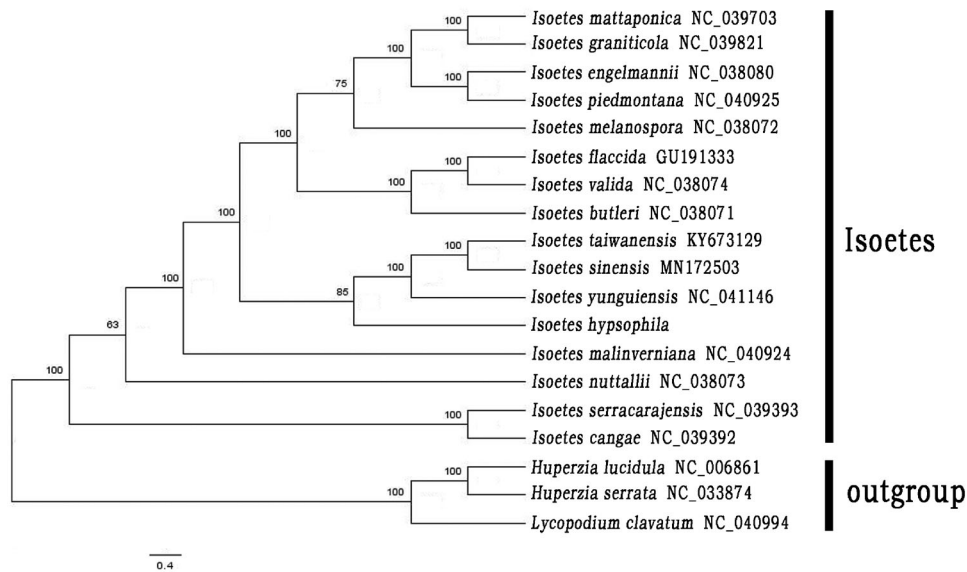 100 Isoetes mattaponica NC_039703
100 Isoetes graniticola NC_039821
75 100 Isoetes engelmannii NC_038080
Isoetes piedmontana NC_040925
100 Isoetes melanospora NC_038072
100 Isoetes flaccida GU191333
100 Isoetes valida NC_038074
100 Isoetes butleri NC_038071
100 Isoetes taiwanensis KY673129
100 Isoetes sinensis MN172503
100 85 Isoetes yunguiensis NC_041146
63 Isoetes hypsophila
Isoetes malinverniana NC_040924
100 Isoetes nuttallii NC_038073
100 Isoetes serracarajensis NC_039393
Isoetes cangae NC_039392
100 Huperzia lucidula NC_006861
100 Huperzia serrata NC_033874
Lycopodium clavatum NC_040994
Isoetes
outgroup
0.4